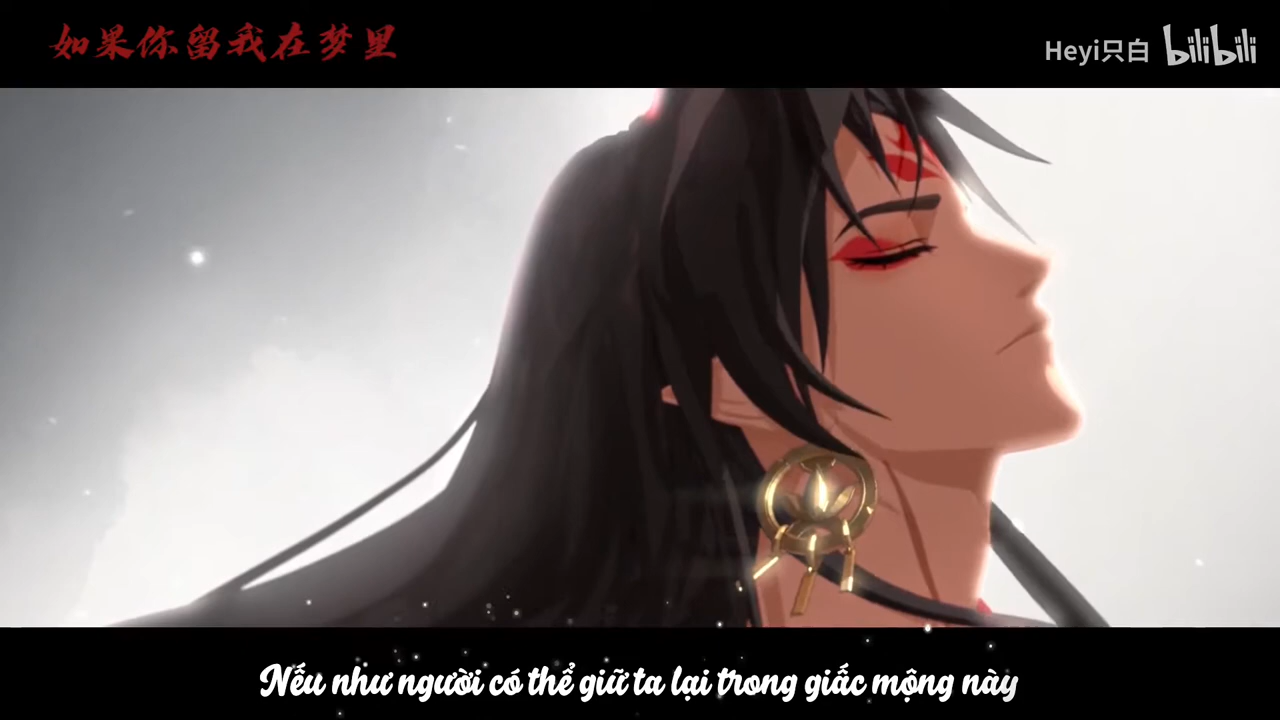 如果你留我在梦里
Heyi只白 bilibili
Nếu như người có thể giữ ta lại trong giấc mộng này